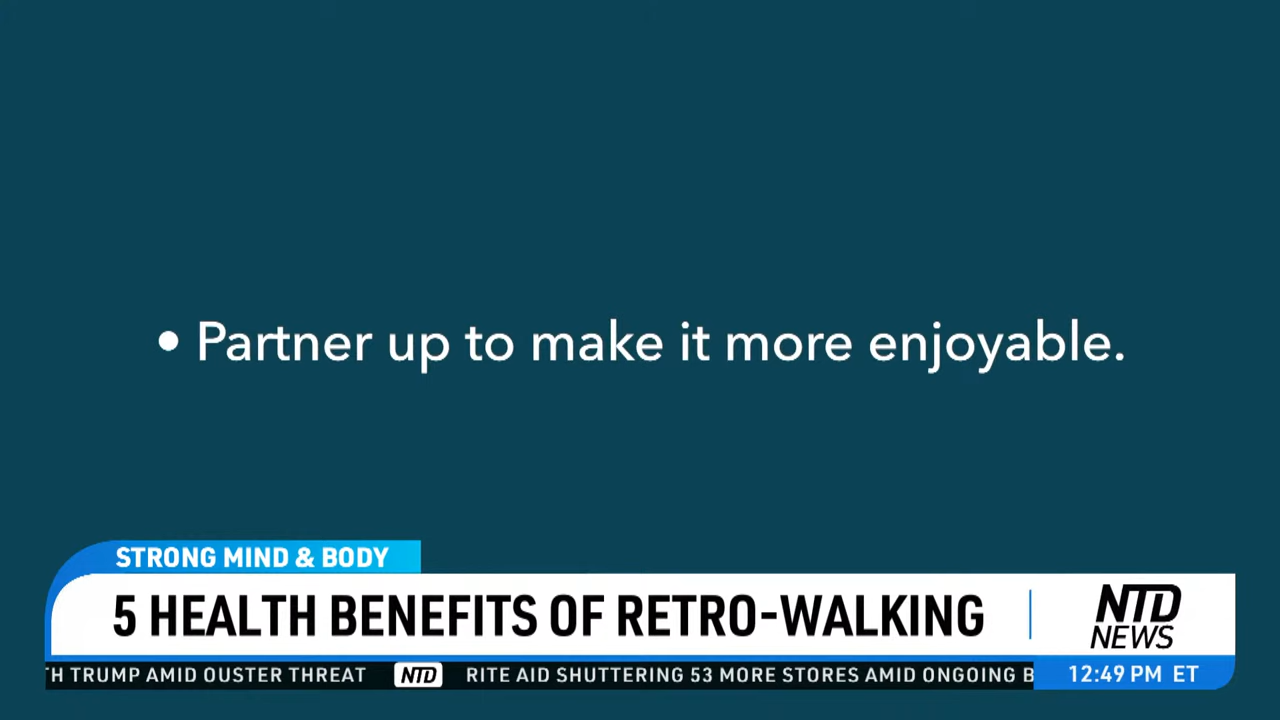 • Partner up to make it more enjoyable.
STRONG MIND & BODY
5 HEALTH BENEFITS OF RETRO-WALKING
NTD
NEWS
TRUMP AMID OUSTER THREAT NTD RITE AID SHUTTERING 53 MORE STORES AMID ONGOING
12:49 PM ET